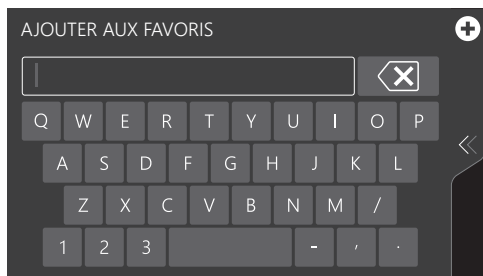 AJOUTER AUX FAVORIS
Q W E R T Y U I O P
A S D F G H J K L
Z X C V B N M /
1 2 3 - , .